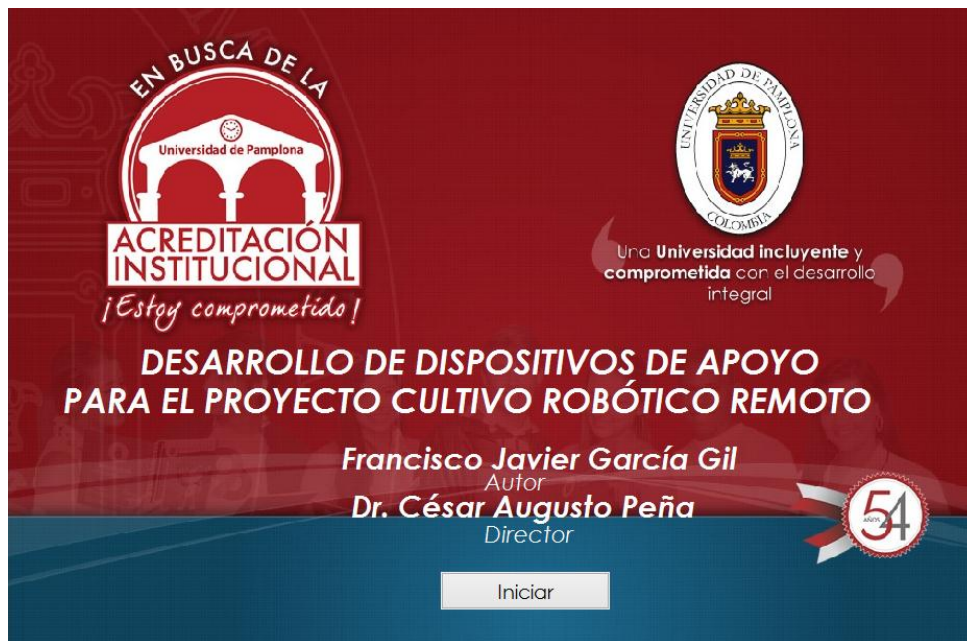 EN BUSCA DE LA
Universidad de Pamplona
ACREDITACIÓN
INSTITUCIONAL
¡Estoy comprometido!
UNIVERSIDAD DE PAMPLONA
COLOMBIA
Una Universidad incluyente y
comprometida con el desarrollo
integral
DESARROLLO DE DISPOSITIVOS DE APOYO
PARA EL PROYECTO CULTIVO ROBÓTICO REMOTO
Francisco Javier García Gil
Autor
Dr. César Augusto Peña
Director
54
AÑOS
Iniciar